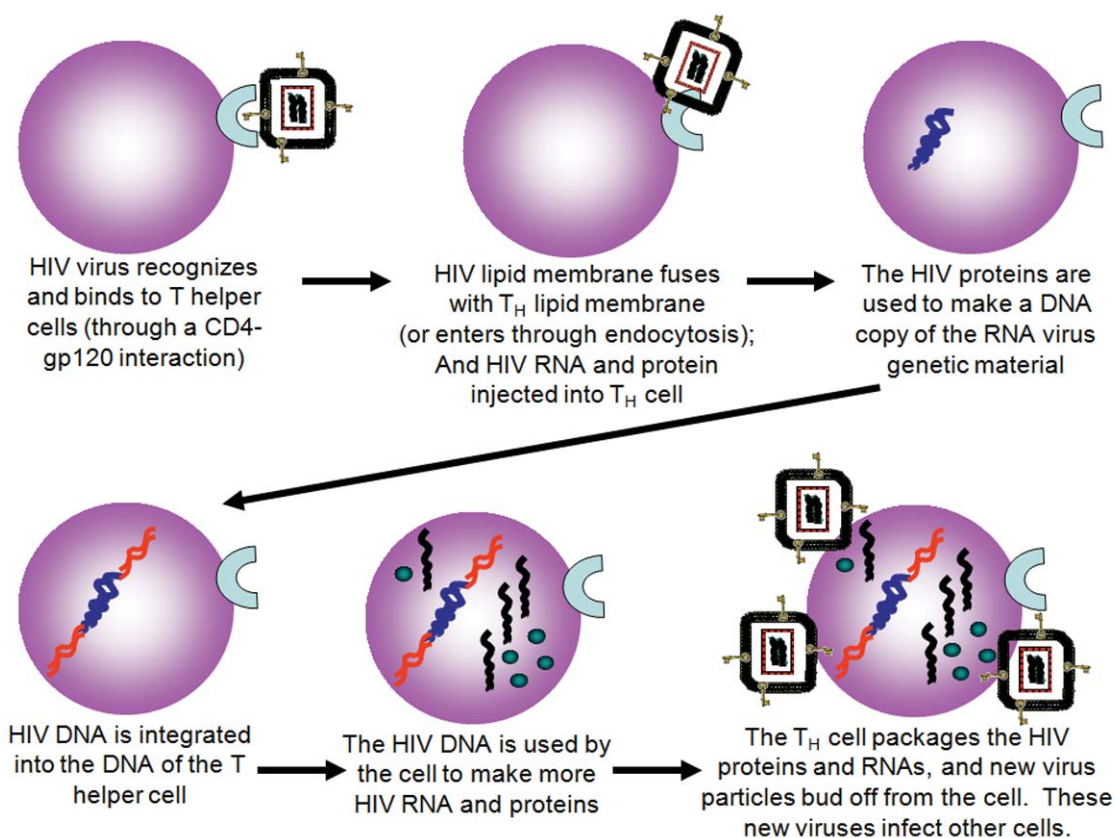 HIV virus recognizes
and binds to T helper
cells (through a CD4-
gp120 interaction)
HIV lipid membrane fuses
with TH lipid membrane
(or enters through endocytosis);
And HIV RNA and protein
injected into TH cell
The HIV proteins are
used to make a DNA
copy of the RNA virus
genetic material
HIV DNA is integrated
into the DNA of the T
helper cell
The HIV DNA is used by
the cell to make more
HIV RNA and proteins
The TH cell packages the HIV
proteins and RNAs, and new virus
particles bud off from the cell.  These
new viruses infect other cells.